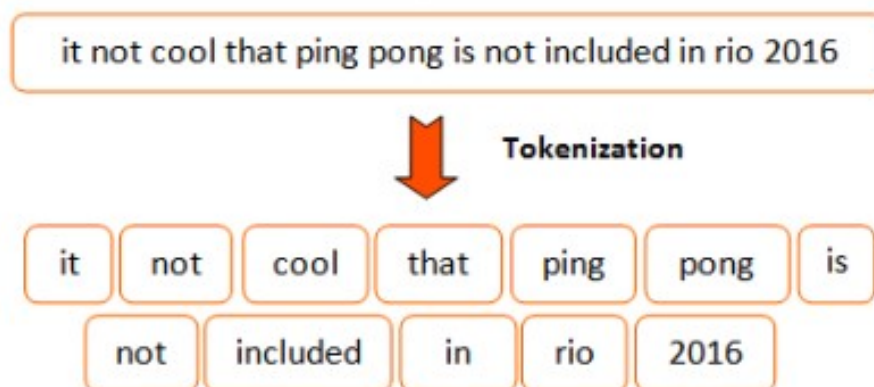 it not cool that ping pong is not included in rio 2016
Tokenization
it not cool that ping pong is
not included in rio 2016